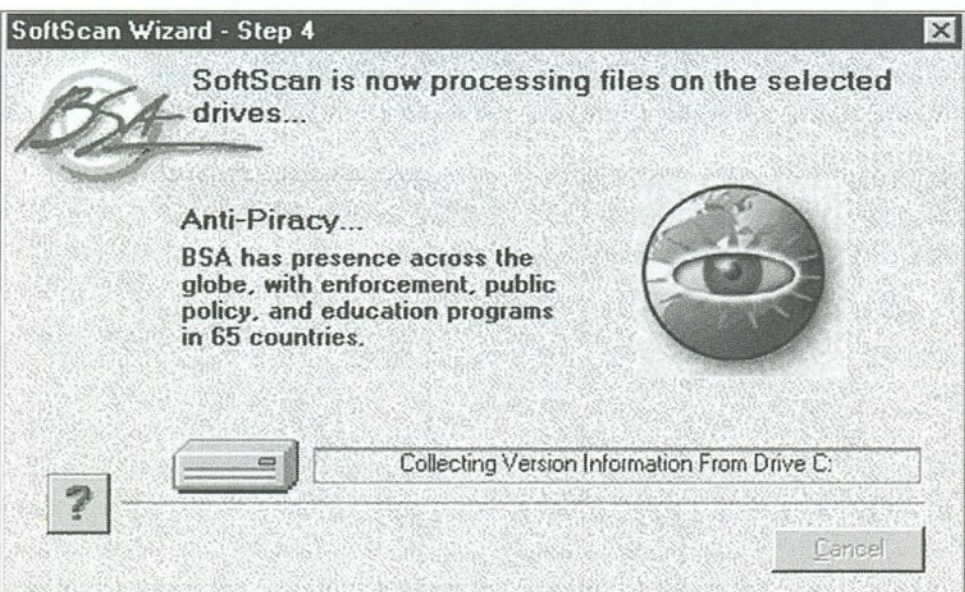 SoftScan Wizard - Step 4
BSA
SoftScan is now processing files on the selected
drives...
Anti-Piracy...
BSA has presence across the
globe, with enforcement, public
policy, and education programs
in 65 countries.
Collecting Version Information From Drive C:
?
Cancel